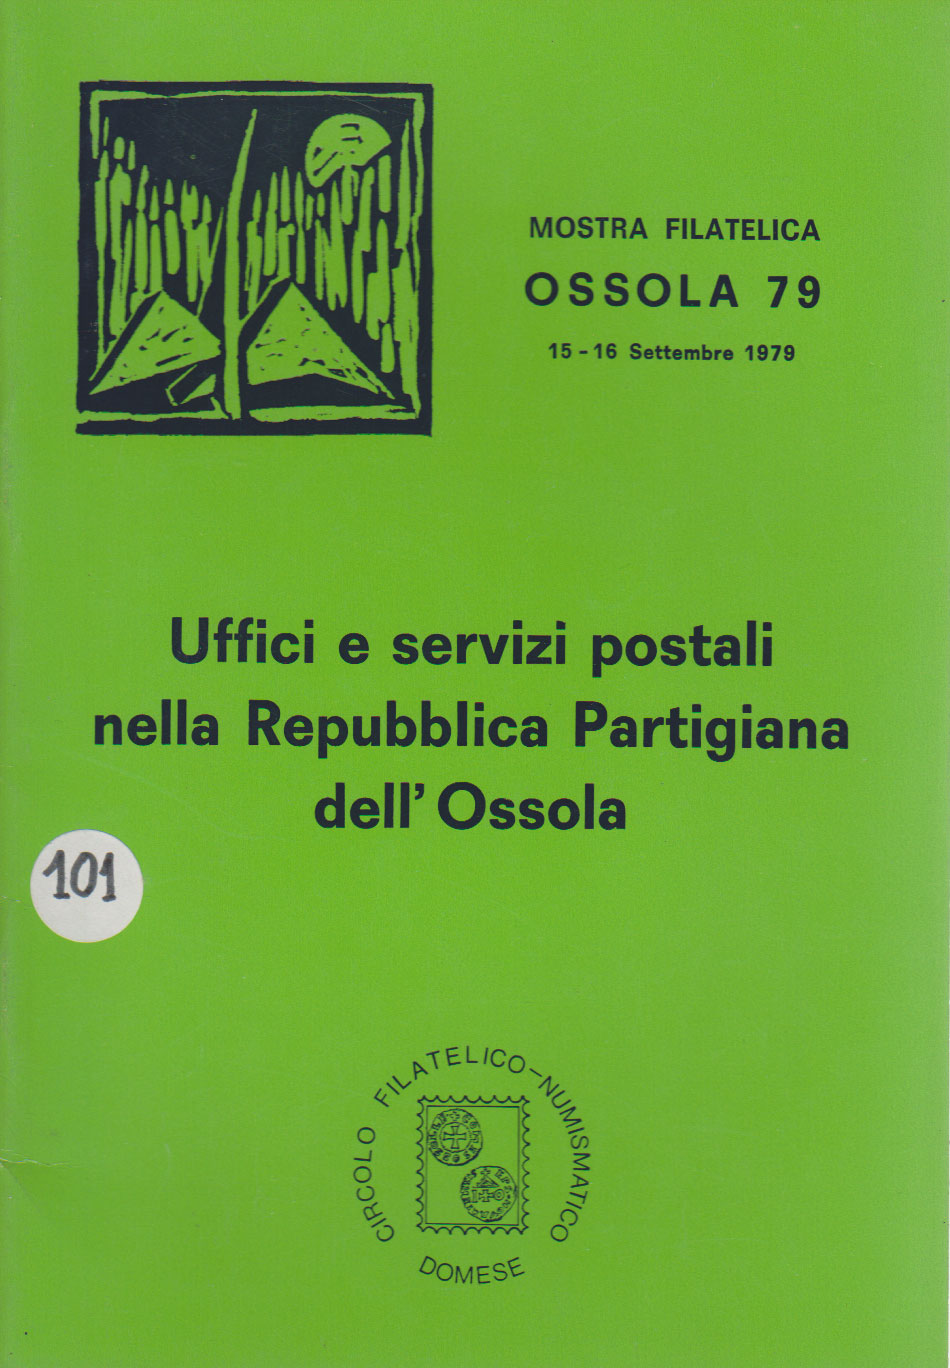 MOSTRA FILATELICA
OSSOLA 79
15 - 16 Settembre 1979
Uffici e servizi postali
nella Repubblica Partigiana
dell' Ossola
101
CIRCOLO FILATELICO-NUMISMATICO
DOMESE